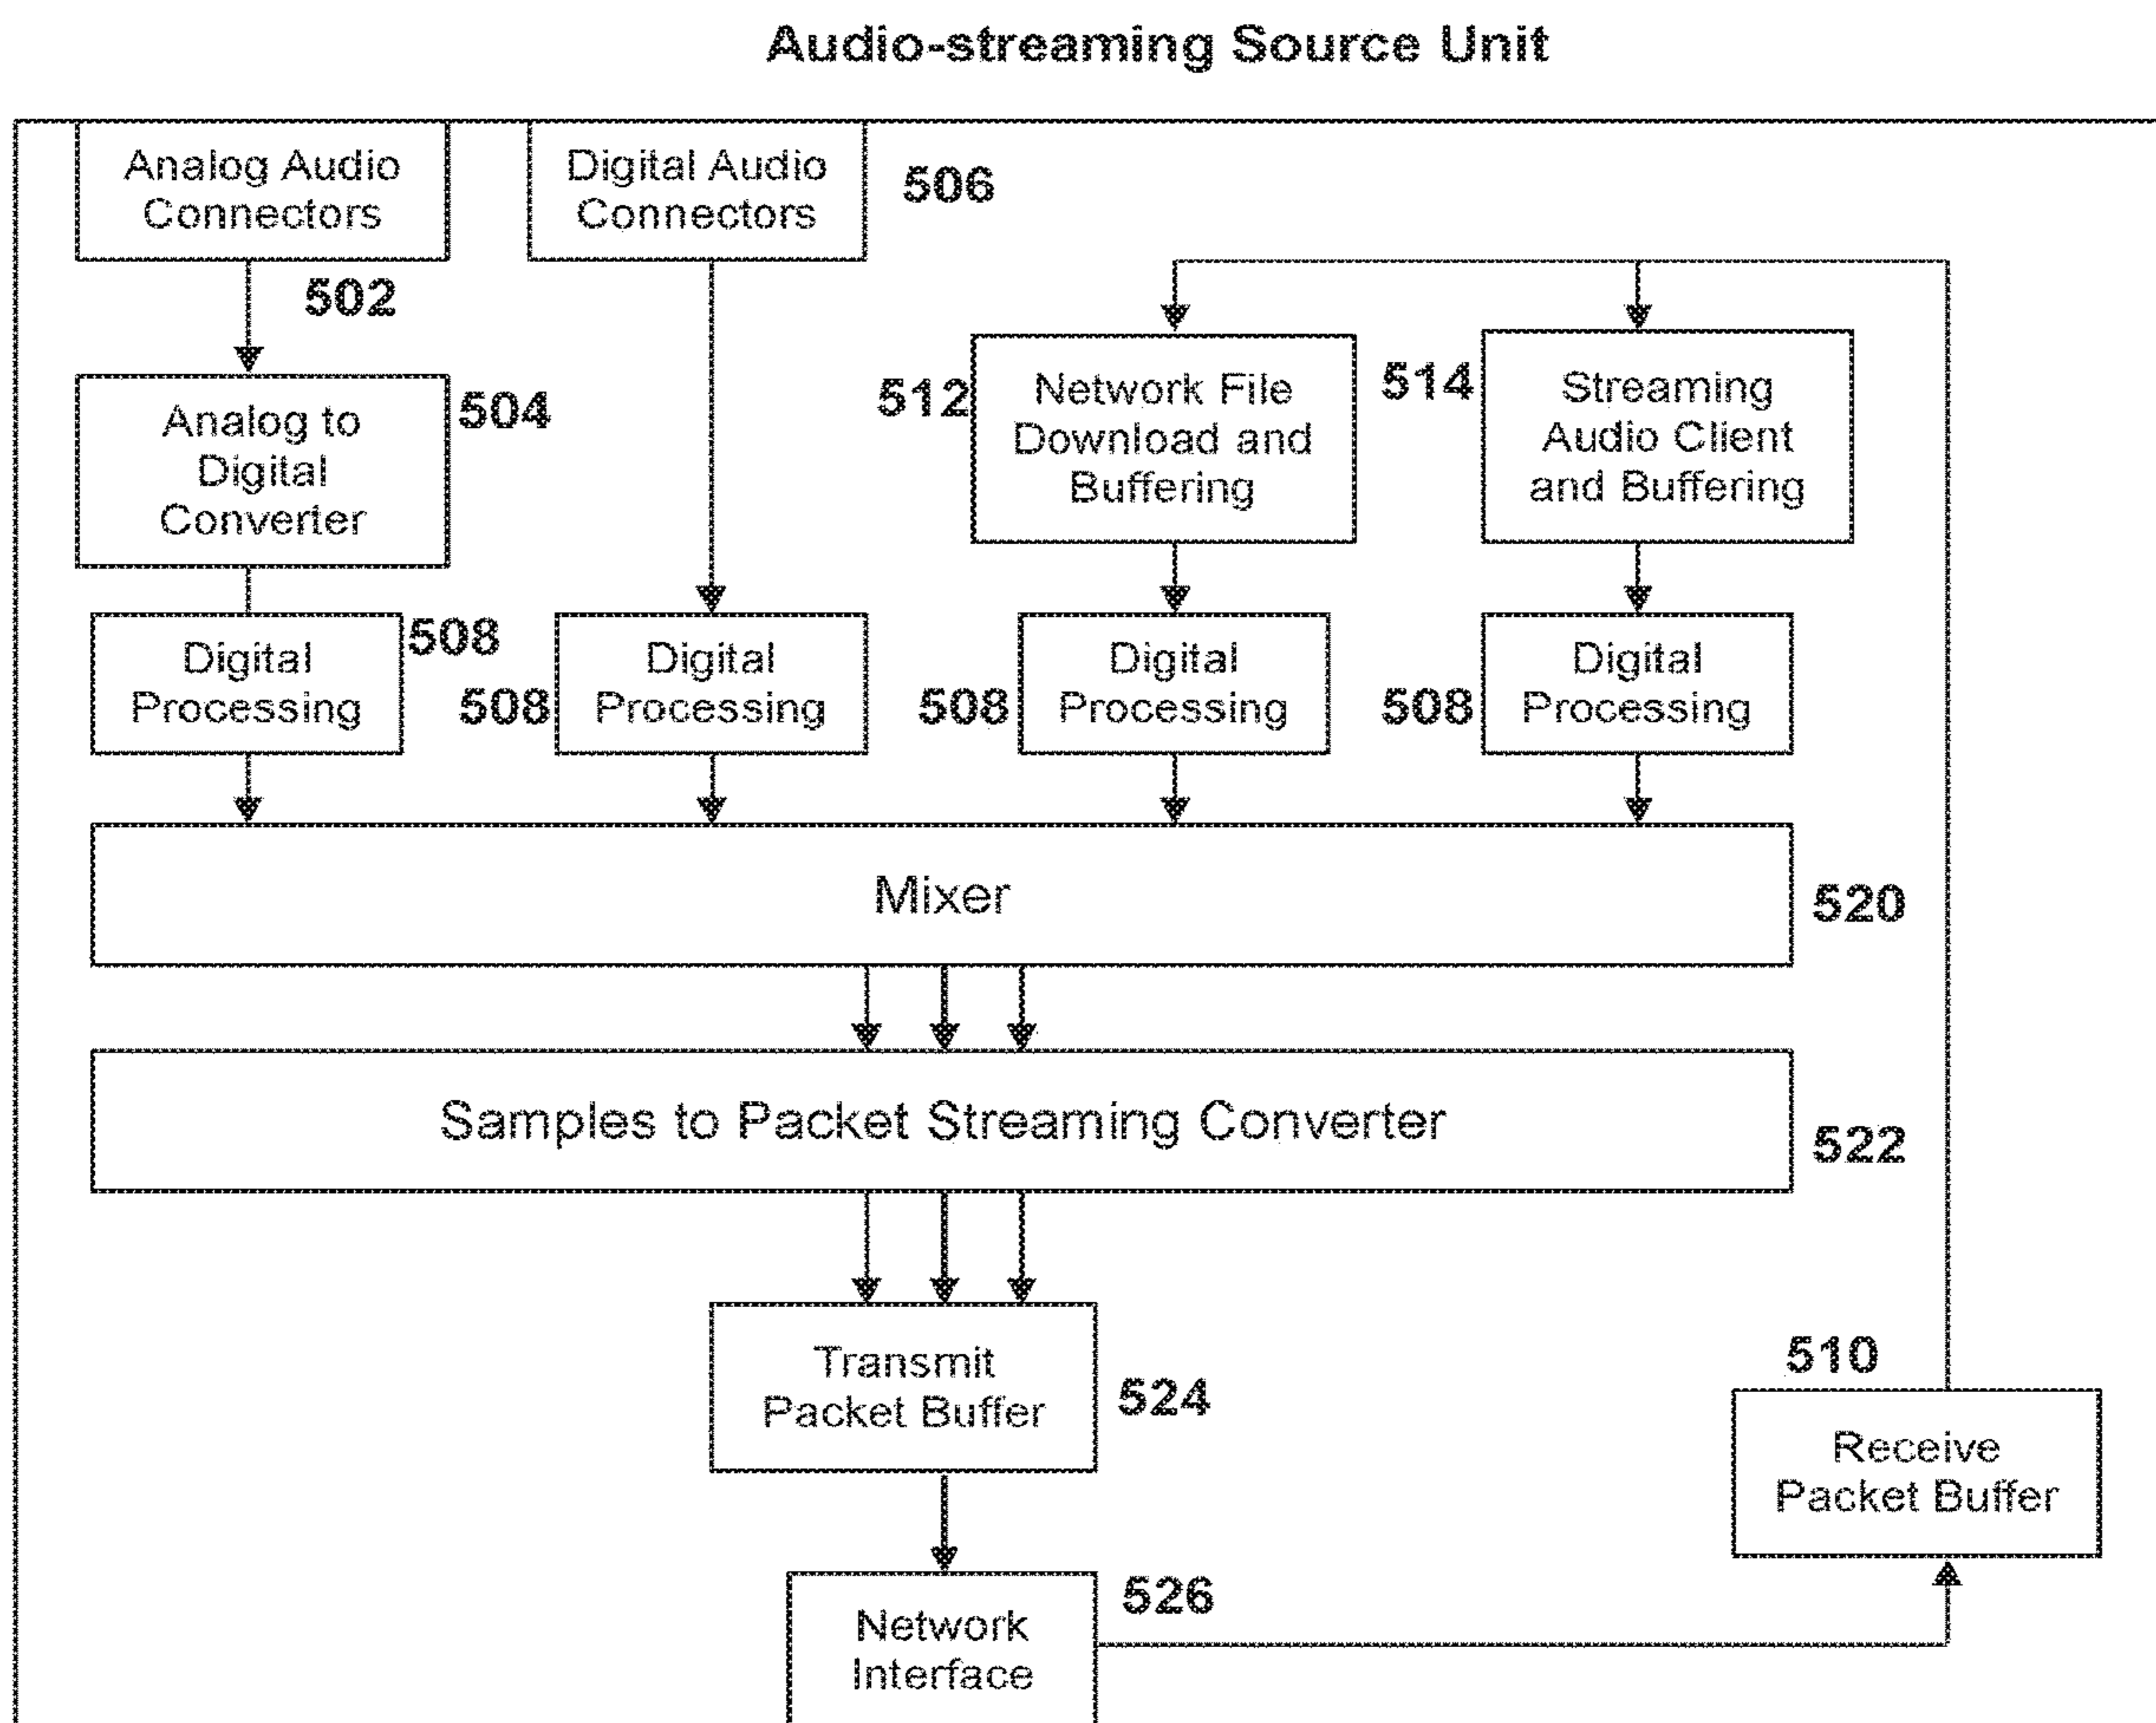 Audio-streaming Source Unit
Analog Audio
Connectors
Digital Audio
Connectors
506
502
Analog to
Digital
Converter
504
512
Network File
Download and
Buffering
514
Streaming
Audio Client
and Buffering
Digital
Processing
508
508
Digital
Processing
508
Digital
Processing
508
Digital
Processing
Mixer
520
Samples to Packet Streaming Converter
522
Transmit
Packet Buffer
524
510
Receive
Packet Buffer
Network
Interface
526